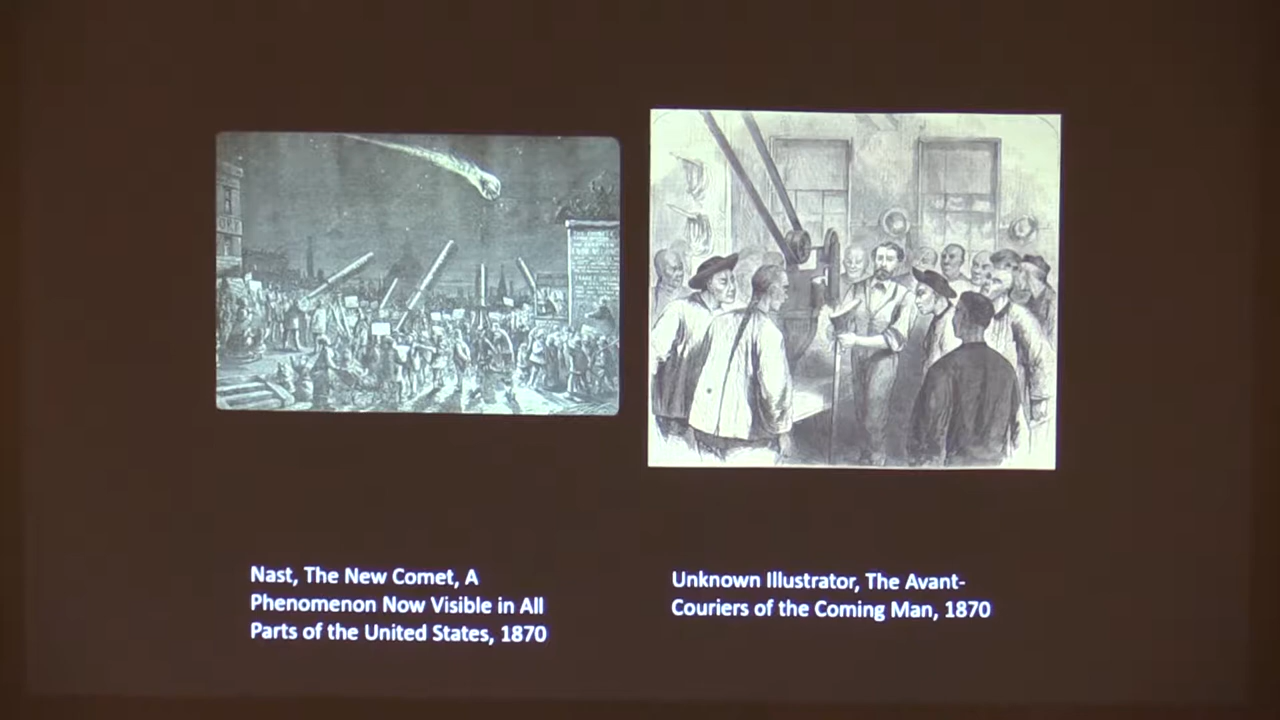 Nast, The New Comet, A
Phenomenon Now Visible in All
Parts of the United States, 1870
Unknown Illustrator, The Avant-
Couriers of the Coming Man, 1870